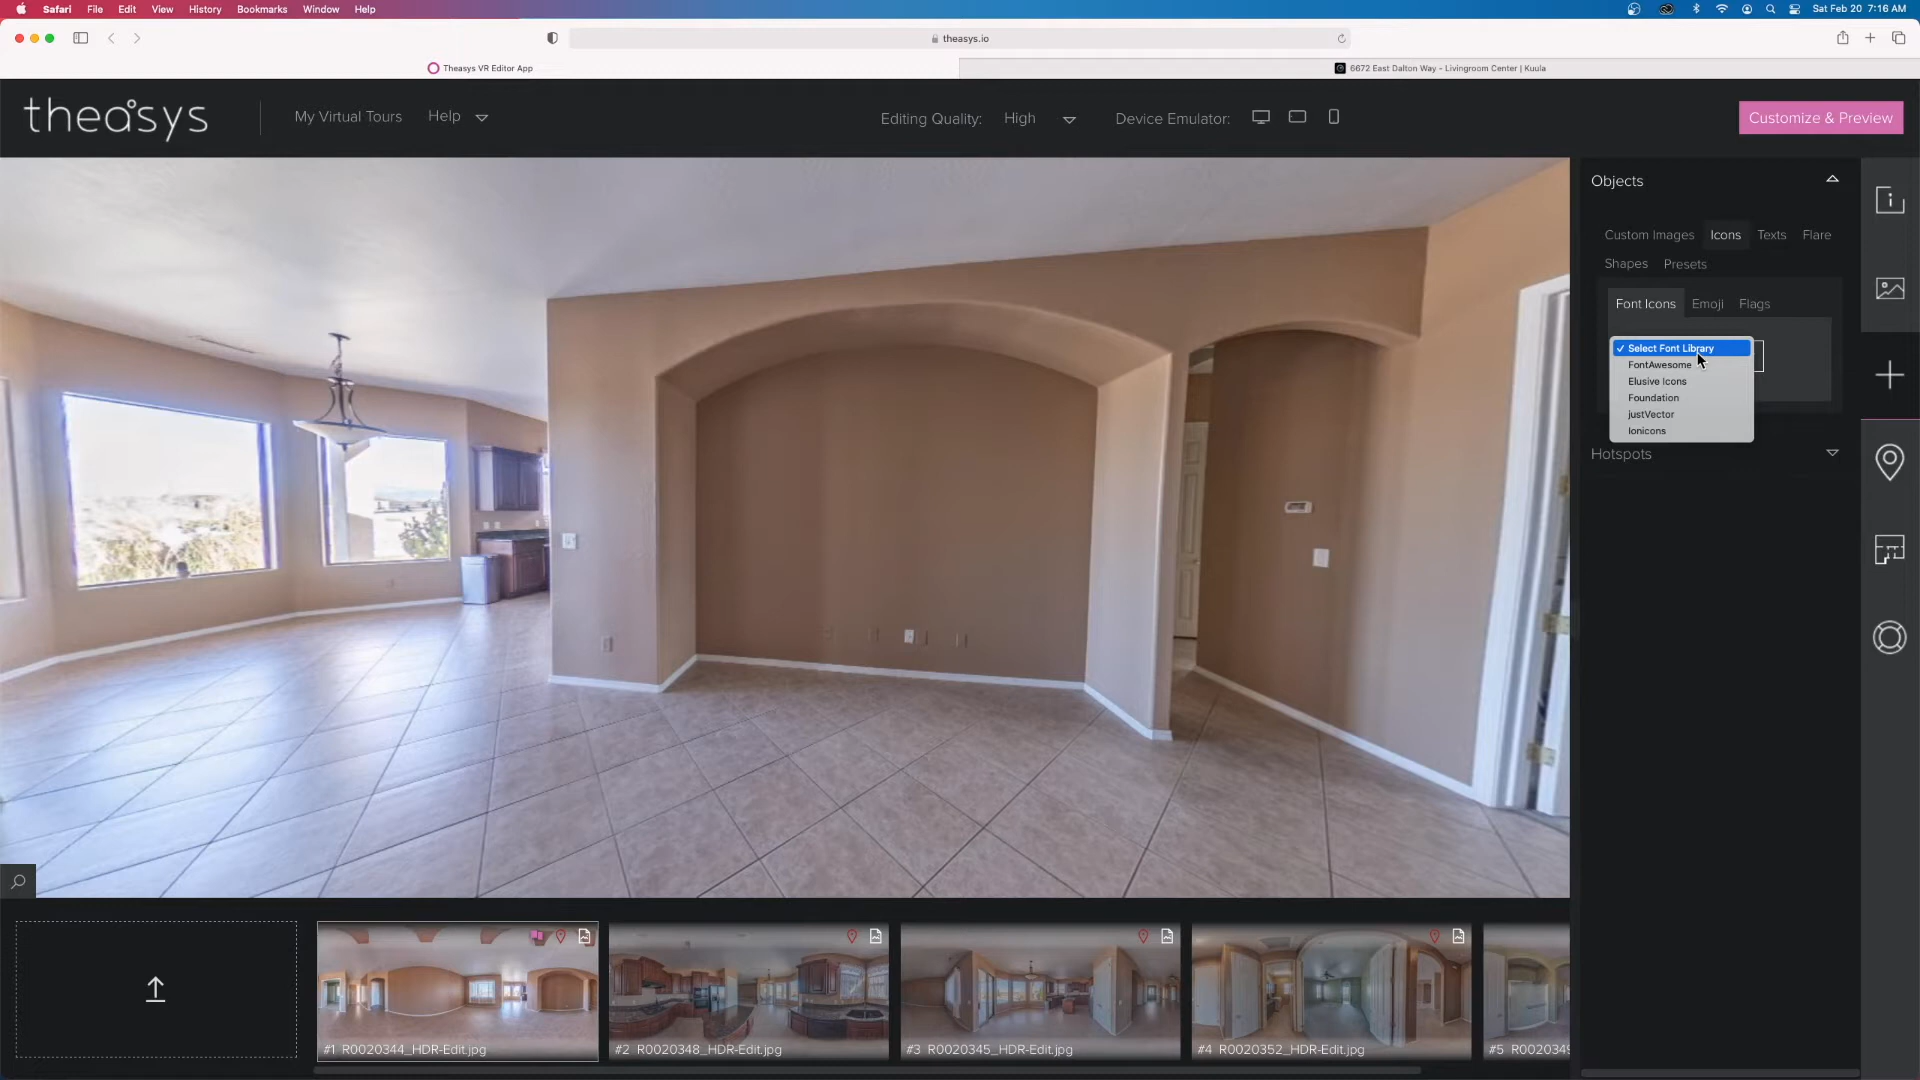 Safari File Edit View History Bookmarks Window Help Sat Feb 20 7:16 AM
theasys.io
Theasys VR Editor App 6672 East Dalton Way - Livingroom Center | Kuula
theasys My Virtual Tours Help Editing Quality: High Device Emulator: Customize & Preview
Objects
Custom Images Icons Texts Flare
Shapes Presets
Font Icons Emoji Flags
✓ Select Font Library
FontAwesome
Elusive Icons
Foundation
justVector
Ionicons
Hotspots
#1 R0020344_HDR-Edit.jpg #2 R0020348_HDR-Edit.jpg #3 R0020345_HDR-Edit.jpg #4 R0020352_HDR-Edit.jpg #5 R0020349